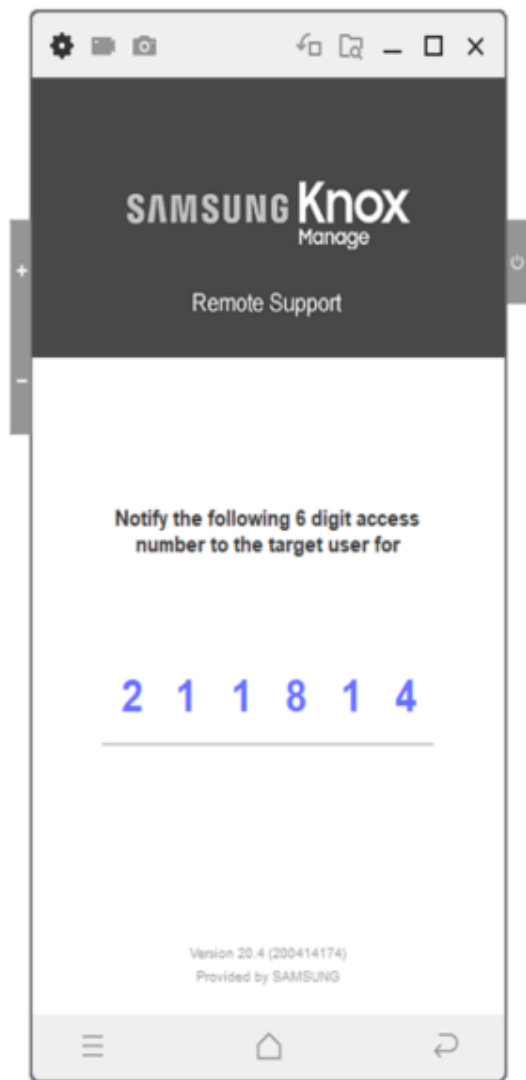 SAMSUNG Knox
Manage
Remote Support
Notify the following 6 digit access
number to the target user for
2 1 1 8 1 4
Version 20.4 (200414174)
Provided by SAMSUNG